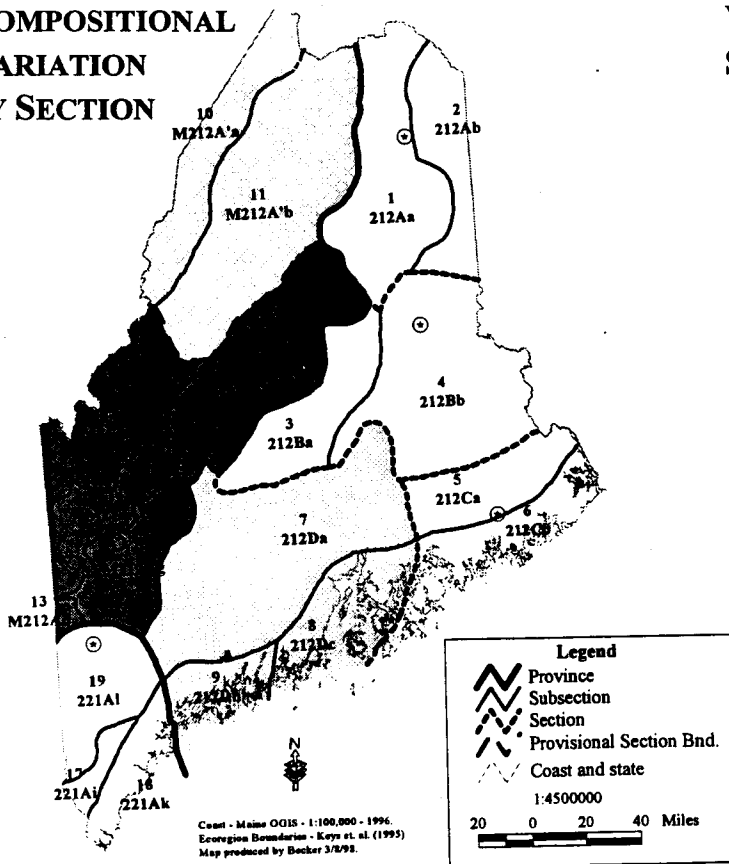 OMPOSITIONAL
ARIATION
Y SECTION
10
M212A'a
2
212Ab
11
M212A'b
1
212Aa
4
212Bb
3
212Ba
5
212Ca
6
7
212Da
13
8
9
19
221Al
17
221Ai
221Ak
N
Legend
Province
Subsection
Section
Provisional Section Bnd.
Coast and state
1:4500000
20 0 20 40 Miles
Coast - Maine OGIS - 1:100,000 - 1996.
Ecoregion Boundaries - Keys et. al. (1995)
Map produced by Becker 3/8/98.